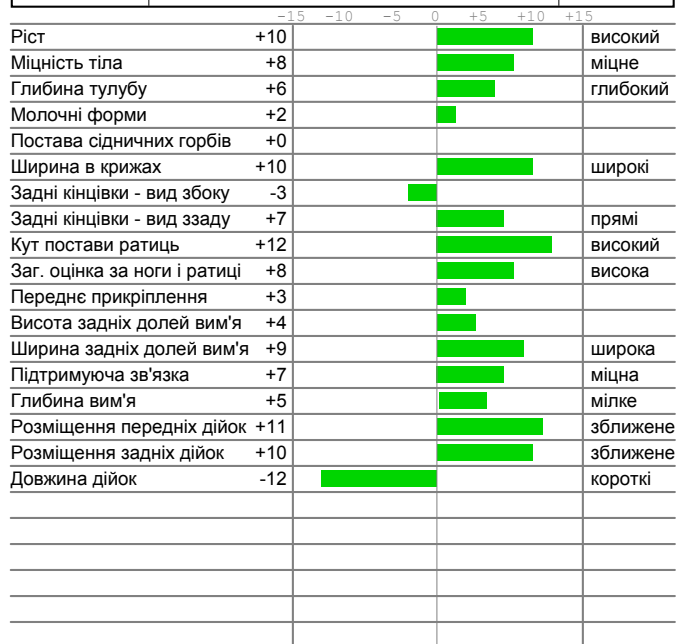 -15 -10 -5 0 +5 +10 +15
Ріст +10 високий
Міцність тіла +8 міцне
Глибина тулубу +6 глибокий
Молочні форми +2
Постава сідничних горбів +0
Ширина в крижах +10 широкі
Задні кінцівки - вид збоку -3
Задні кінцівки - вид ззаду +7 прямі
Кут постави ратиць +12 високий
Заг. оцінка за ноги і ратиці +8 висока
Переднє прикріплення +3
Висота задніх долей вим'я +4
Ширина задніх долей вим'я +9 широка
Підтримуюча зв'язка +7 міцна
Глибина вим'я +5 мілке
Розміщення передніх дійок +11 зближене
Розміщення задніх дійок +10 зближене
Довжина дійок -12 короткі